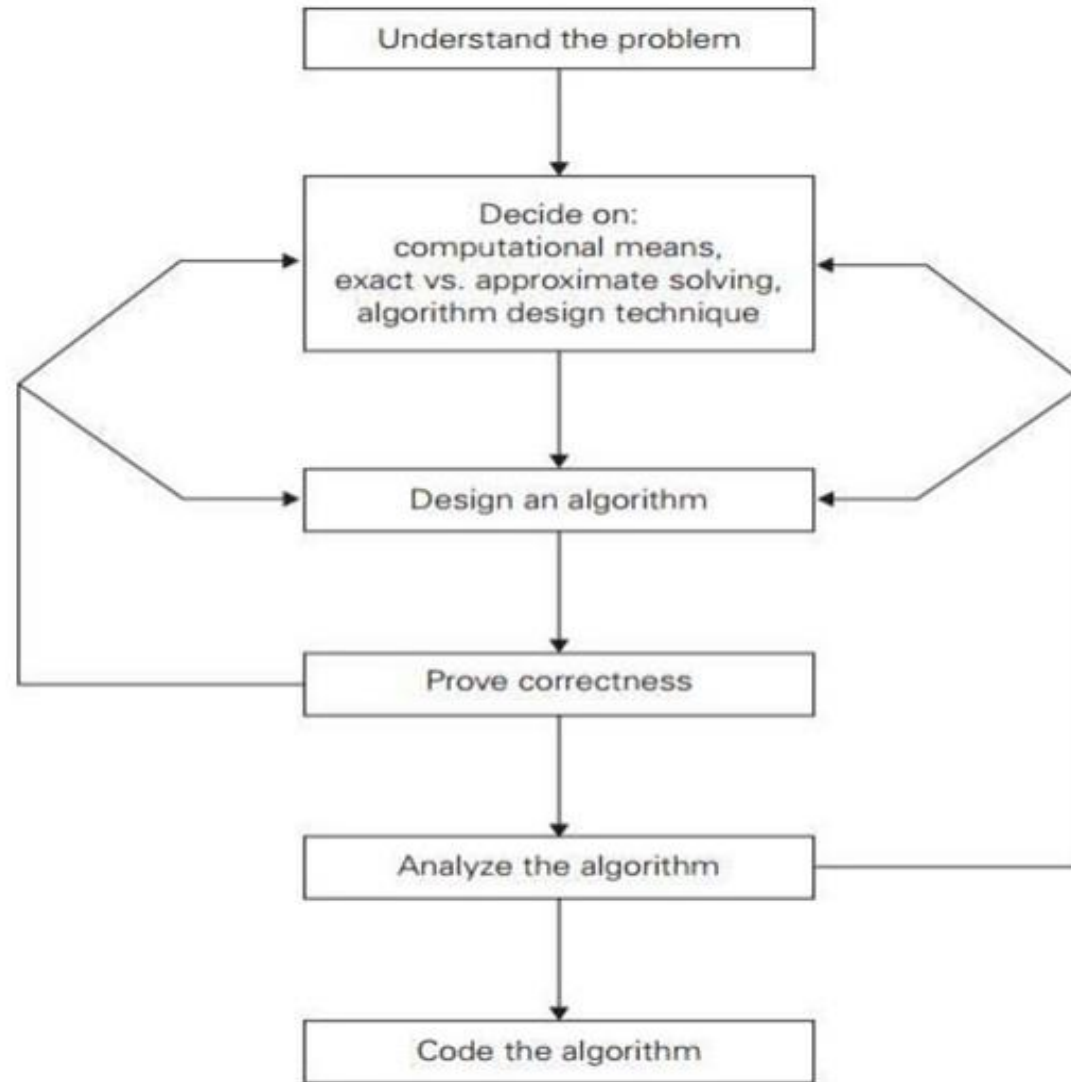 Understand the problem
Decide on:
computational means,
exact vs. approximate solving,
algorithm design technique
Design an algorithm
Prove correctness
Analyze the algorithm
Code the algorithm